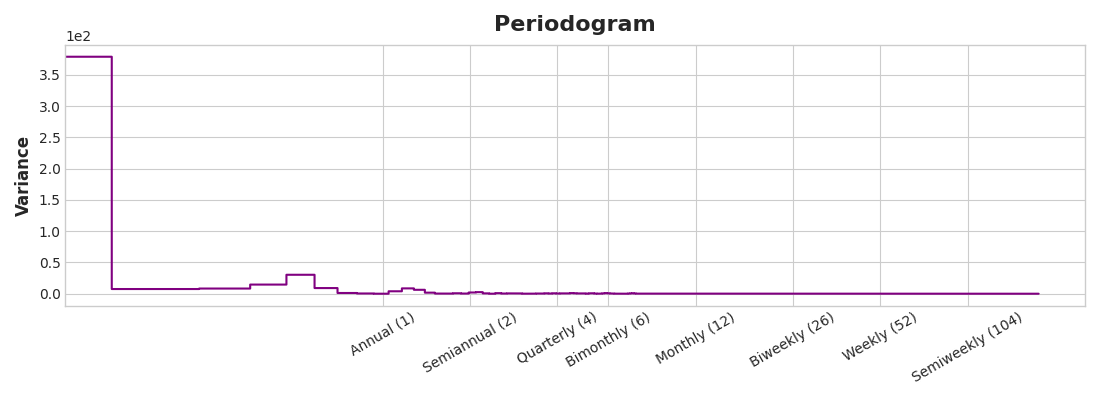 Periodogram
1e2
Variance
3.5
3.0
2.5
2.0
1.5
1.0
0.5
0.0
Annual (1)
Semiannual (2)
Quarterly (4)
Bimonthly (6)
Monthly (12)
Biweekly (26)
Weekly (52)
Semiweekly (104)